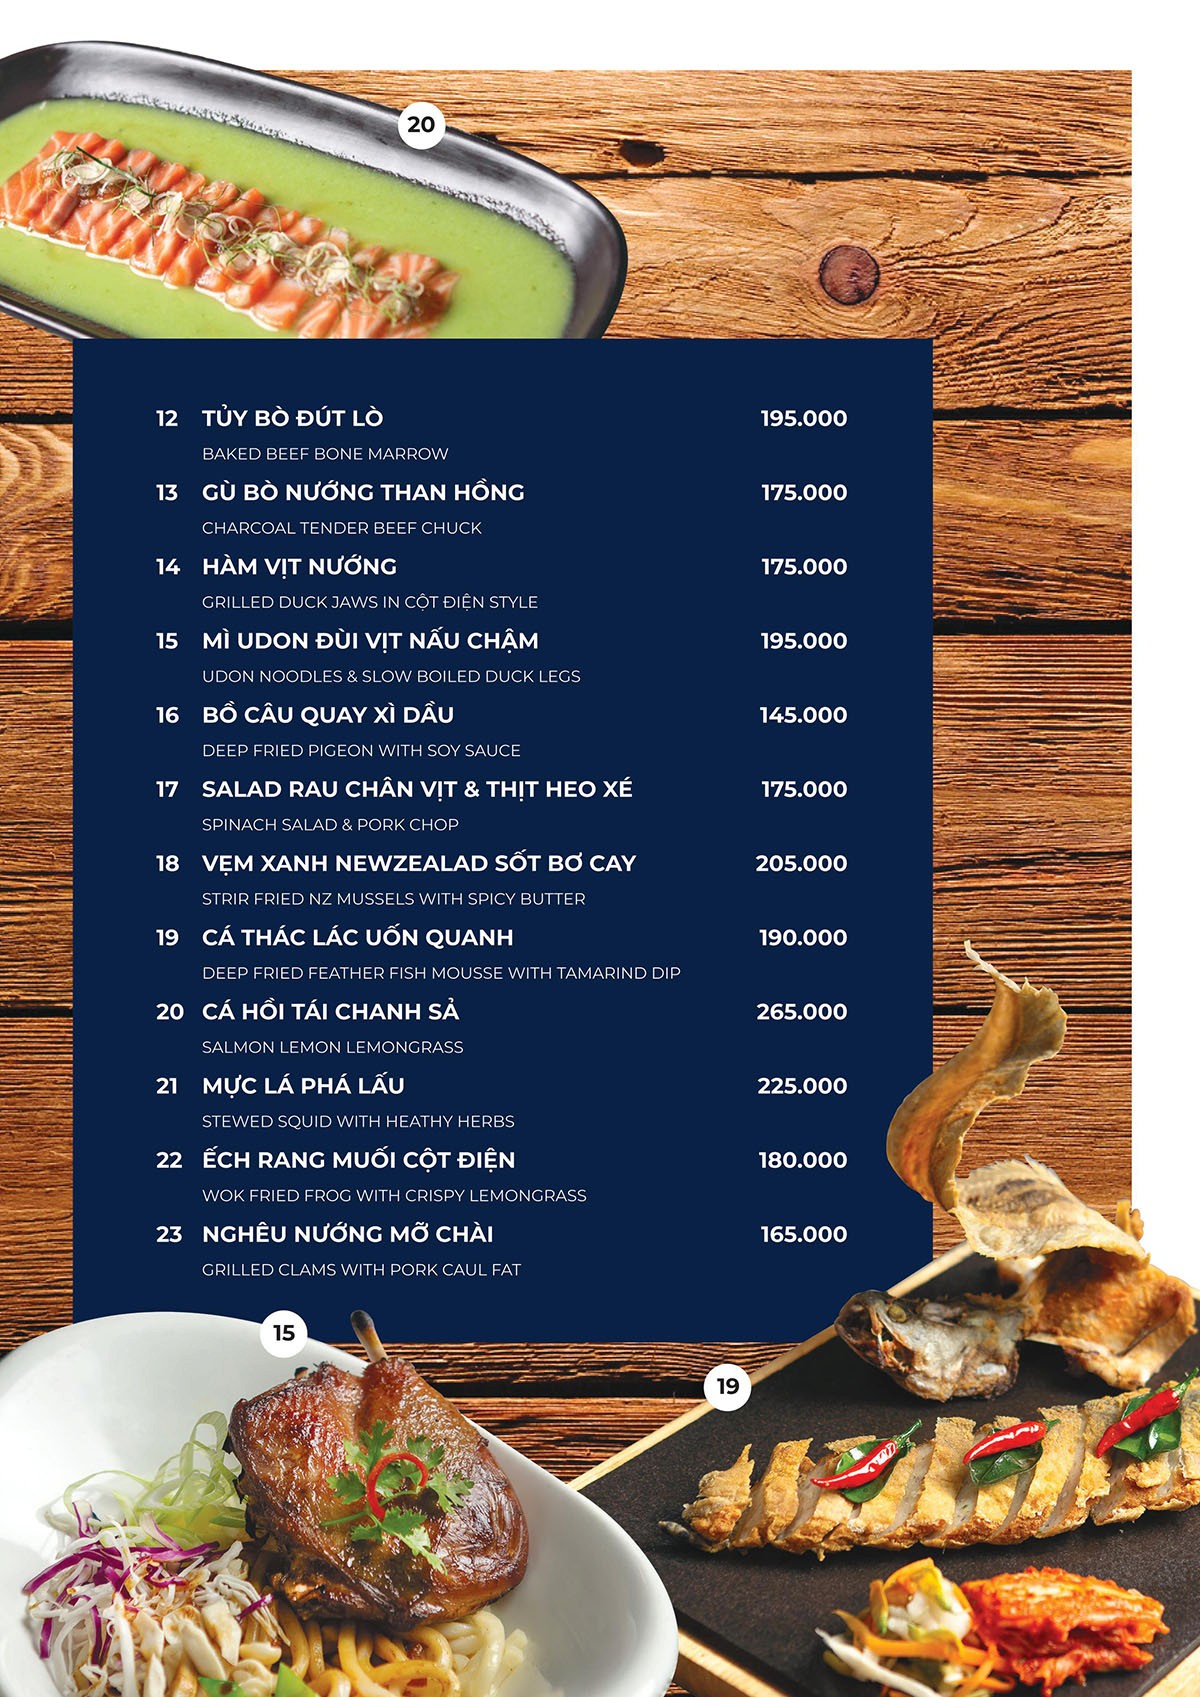 20
12 TỦY BÒ ĐÚT LÒ 195.000
BAKED BEEF BONE MARROW
13 GÙ BÒ NƯỚNG THAN HỒNG 175.000
CHARCOAL TENDER BEEF CHUCK
14 HÀM VỊT NƯỚNG 175.000
GRILLED DUCK JAWS IN CỘT ĐIỆN STYLE
15 MÌ UDON ĐÙI VỊT NẤU CHẬM 195.000
UDON NOODLES & SLOW BOILED DUCK LEGS
16 BỒ CÂU QUAY XÌ DẦU 145.000
DEEP FRIED PIGEON WITH SOY SAUCE
17 SALAD RAU CHÂN VỊT & THỊT HEO XÉ 175.000
SPINACH SALAD & PORK CHOP
18 VẸM XANH NEWZEALAD SỐT BƠ CAY 205.000
STRIR FRIED NZ MUSSELS WITH SPICY BUTTER
19 CÁ THÁC LÁC UỐN QUANH 190.000
DEEP FRIED FEATHER FISH MOUSSE WITH TAMARIND DIP
20 CÁ HỒI TÁI CHANH SẢ 265.000
SALMON LEMON LEMONGRASS
21 MỰC LÁ PHÁ LẤU 225.000
STEWED SQUID WITH HEATHY HERBS
22 ẾCH RANG MUỐI CỘT ĐIỆN 180.000
WOK FRIED FROG WITH CRISPY LEMONGRASS
23 NGHÊU NƯỚNG MỠ CHÀI 165.000
GRILLED CLAMS WITH PORK CAUL FAT
15
19